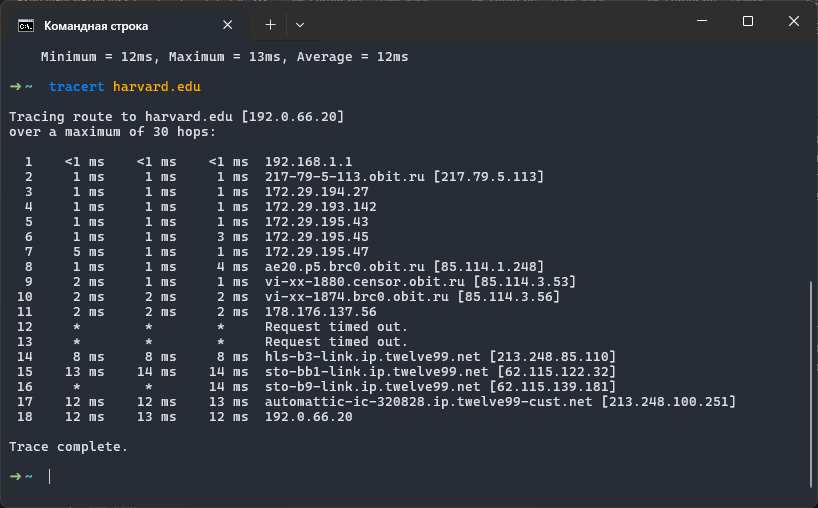 Командная строка
Minimum = 12ms, Maximum = 13ms, Average = 12ms
➜ ~ tracert harvard.edu
Tracing route to harvard.edu [192.0.66.20]
over a maximum of 30 hops:
1 <1 ms <1 ms <1 ms 192.168.1.1
2 1 ms 1 ms 1 ms 217-79-5-113.obit.ru [217.79.5.113]
3 1 ms 1 ms 1 ms 172.29.194.27
4 1 ms 1 ms 1 ms 172.29.193.142
5 1 ms 1 ms 1 ms 172.29.195.43
6 1 ms 1 ms 3 ms 172.29.195.45
7 5 ms 1 ms 1 ms 172.29.195.47
8 1 ms 1 ms 4 ms ae20.p5.brc0.obit.ru [85.114.1.248]
9 2 ms 1 ms 1 ms vi-xx-1880.censor.obit.ru [85.114.3.53]
10 2 ms 2 ms 2 ms vi-xx-1874.brc0.obit.ru [85.114.3.56]
11 2 ms 2 ms 2 ms 178.176.137.56
12 * * * Request timed out.
13 * * * Request timed out.
14 8 ms 8 ms 8 ms hls-b3-link.ip.twelve99.net [213.248.85.110]
15 13 ms 14 ms 14 ms sto-bb1-link.ip.twelve99.net [62.115.122.32]
16 * * 14 ms sto-b9-link.ip.twelve99.net [62.115.139.181]
17 12 ms 12 ms 13 ms automattic-ic-320828.ip.twelve99-cust.net [213.248.100.251]
18 12 ms 13 ms 12 ms 192.0.66.20
Trace complete.
➜ ~